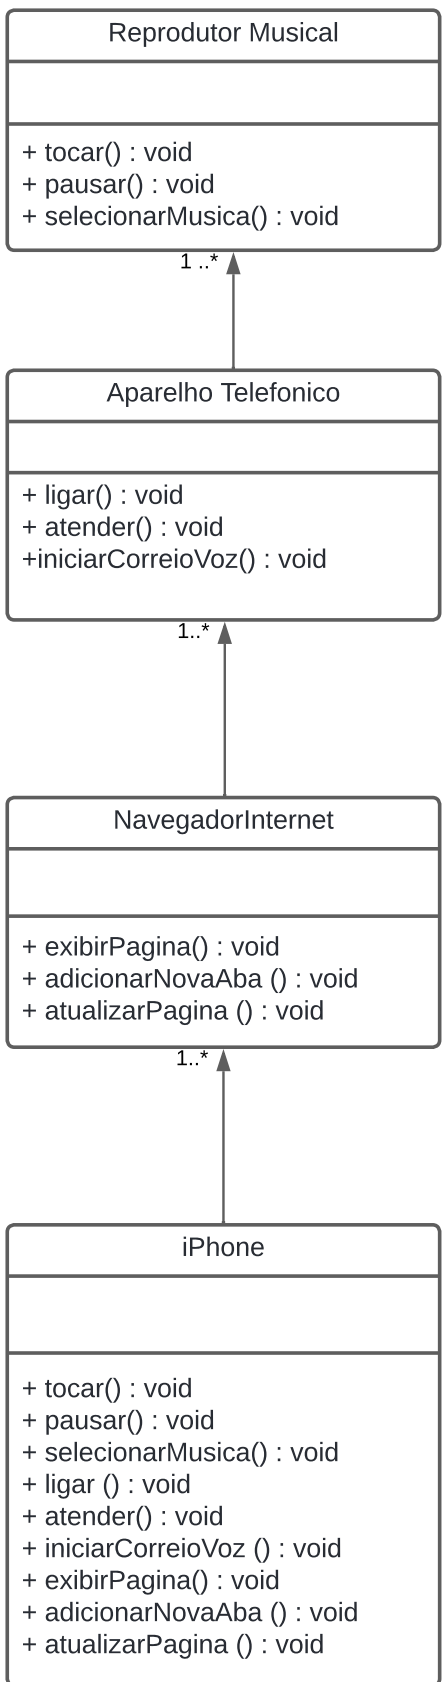 Reprodutor Musical
+ tocar() : void
+ pausar() : void
+ selecionarMusica() : void
1 ..*
Aparelho Telefonico
+ ligar() : void
+ atender() : void
+iniciarCorreioVoz() : void
1..*
NavegadorInternet
+ exibirPagina() : void
+ adicionarNovaAba () : void
+ atualizarPagina () : void
1..*
iPhone
+ tocar() : void
+ pausar() : void
+ selecionarMusica() : void
+ ligar () : void
+ atender() : void
+ iniciarCorreioVoz () : void
+ exibirPagina() : void
+ adicionarNovaAba () : void
+ atualizarPagina () : void